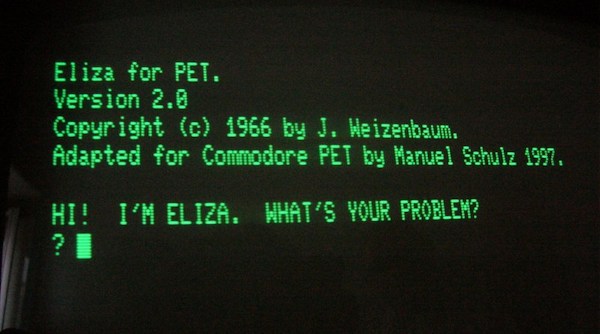 Eliza for PET.
Version 2.0
Copyright (c) 1966 by J. Weizenbaum.
Adapted for Commodore PET by Manuel Schulz 1997.
HI!  I'M ELIZA.  WHAT'S YOUR PROBLEM?
?